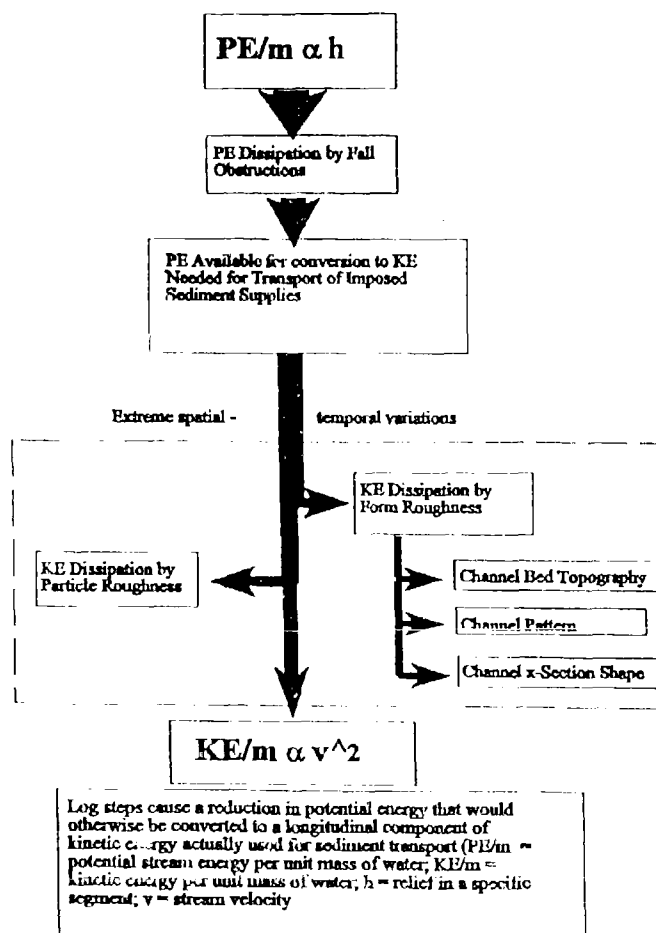 PE/m α h
PE Dissipation by Fall
Obstructions
PE Available for conversion to KE
Needed for Transport of Imposed
Sediment Supplies
Extreme spatial - temporal variations
KE Dissipation by
Form Roughness
KE Dissipation by
Particle Roughness
Channel Bed Topography
Channel Pattern
Channel x-Section Shape
KE/m α v^2
Log steps cause a reduction in potential energy that would
otherwise be converted to a longitudinal component of
kinetic energy actually used for sediment transport (PE/m =
potential stream energy per unit mass of water; KE/m =
kinetic energy per unit mass of water; h = relief in a specific
segment; v = stream velocity